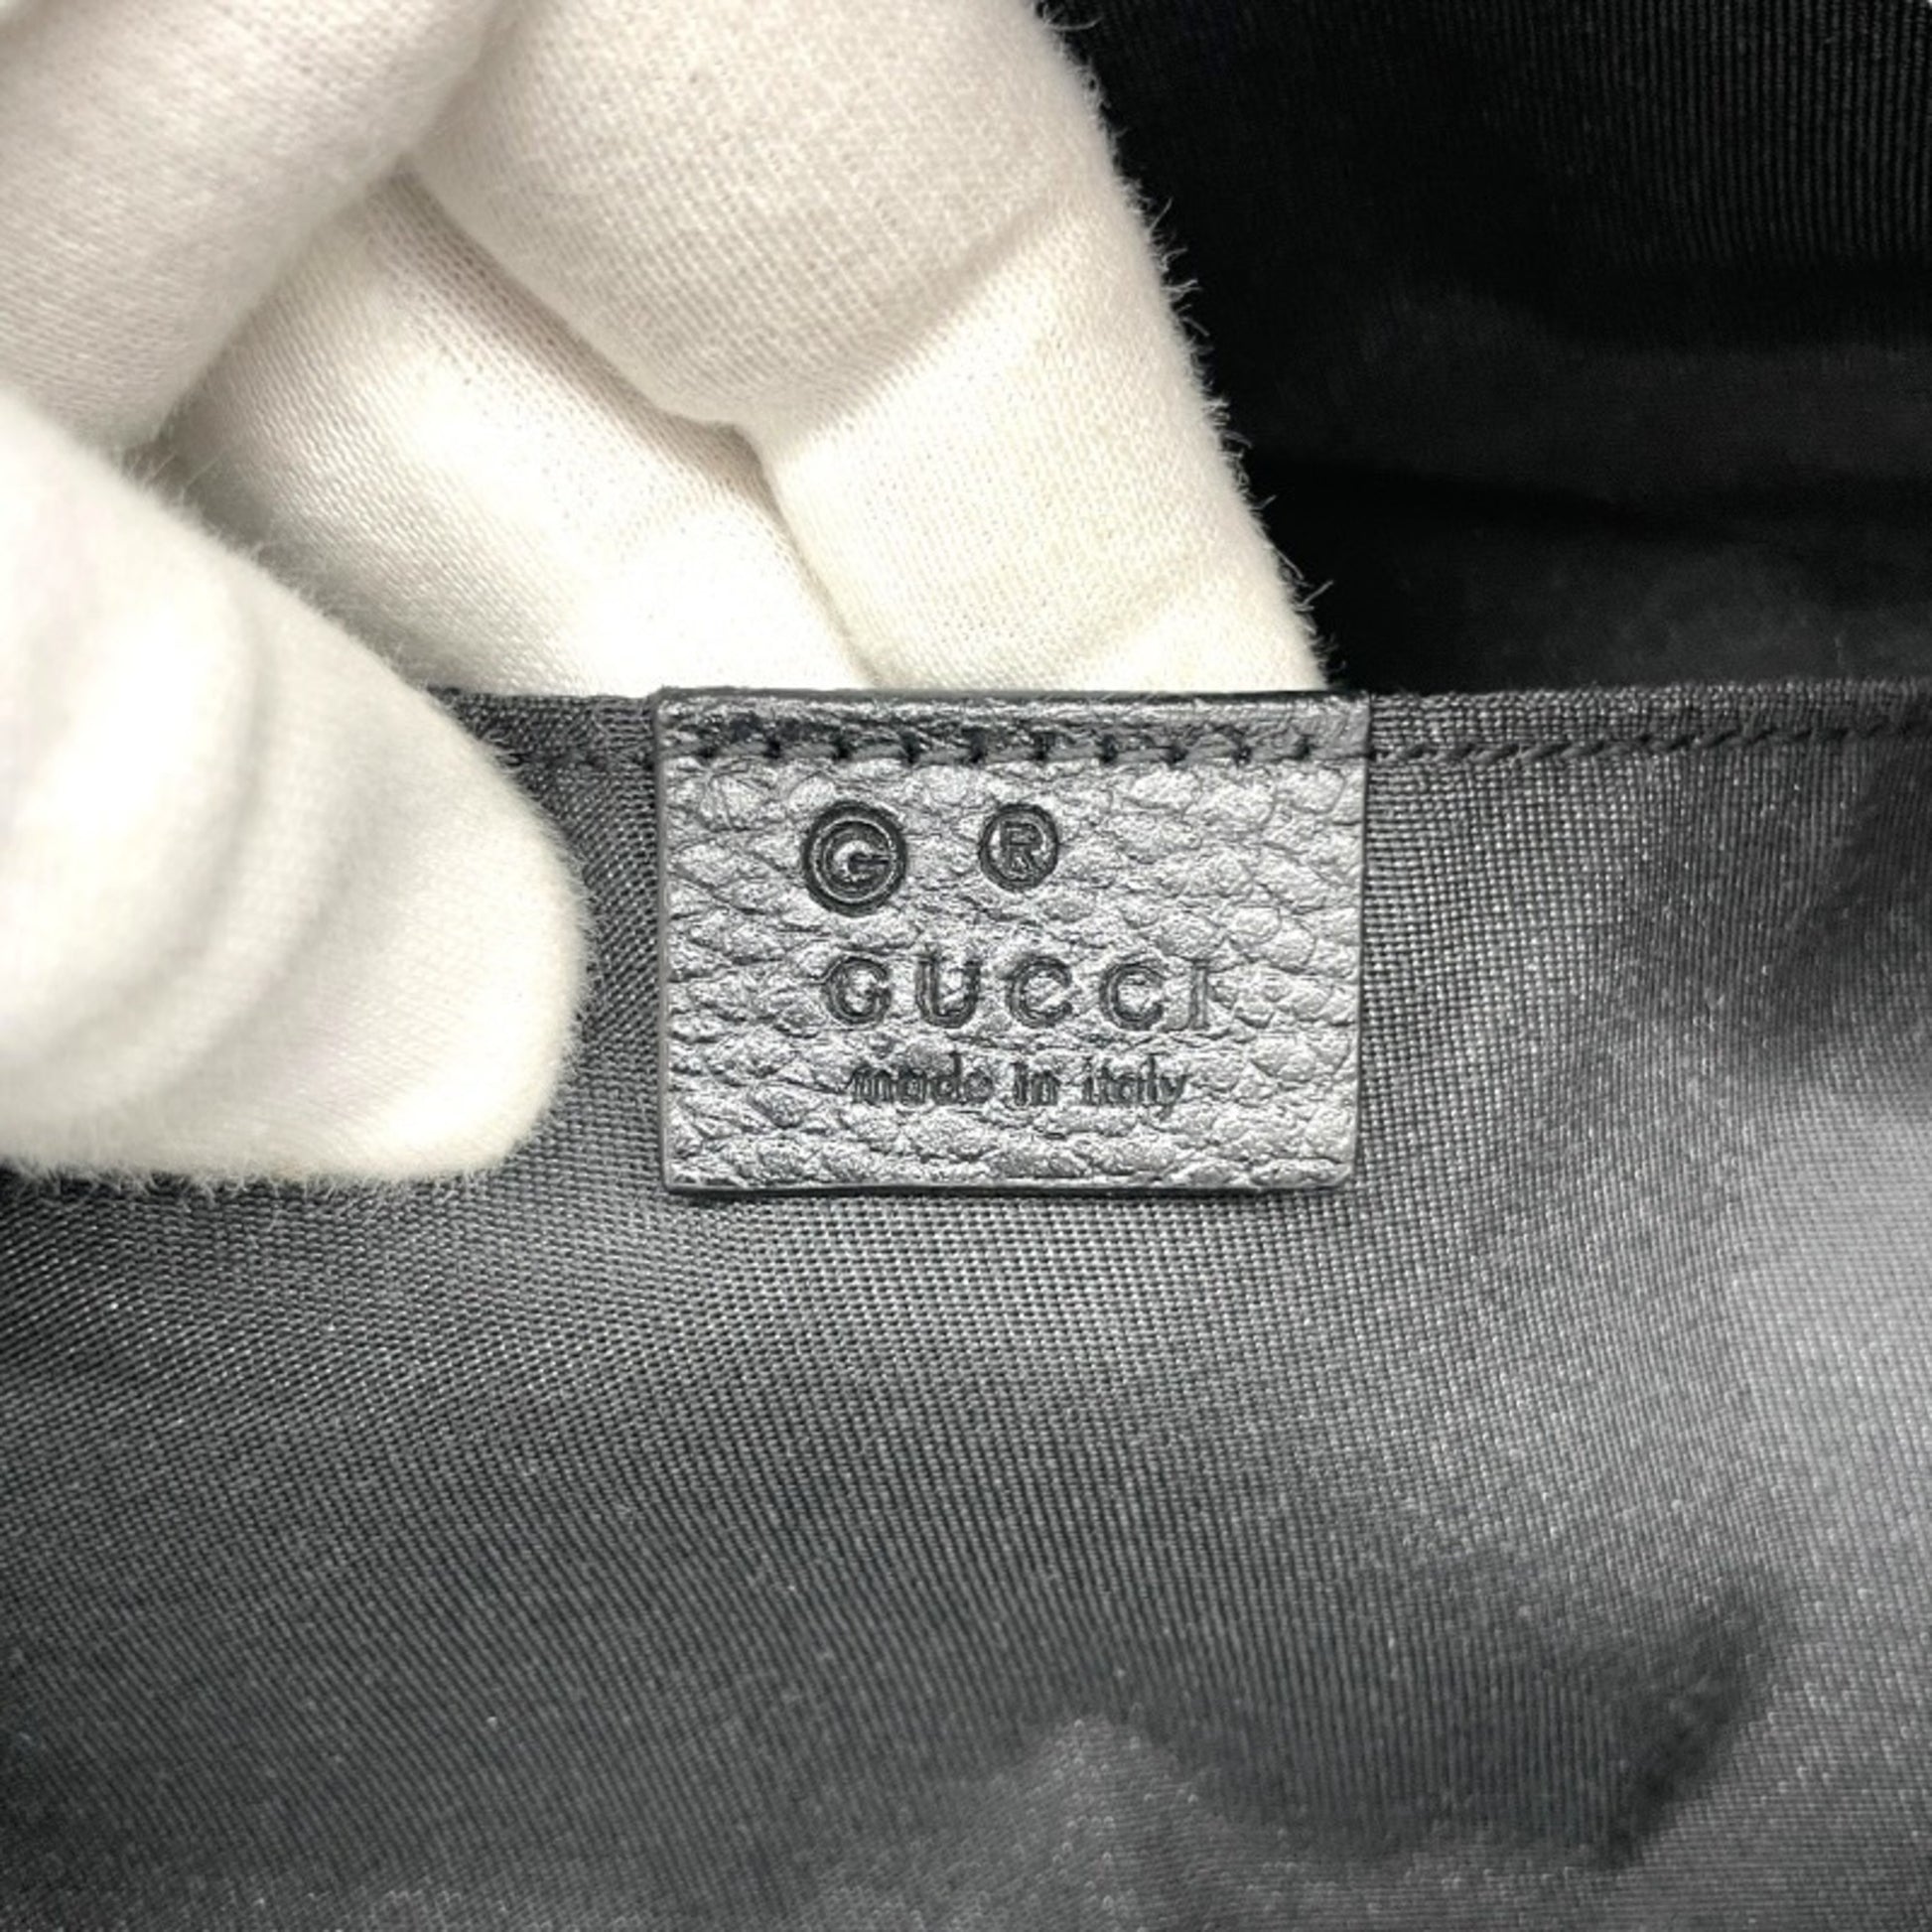 Ⓖ ®
GUCCI
made in italy